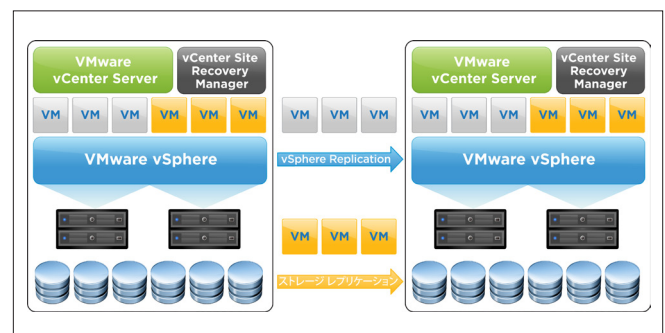 VMware
vCenter Server
vCenter Site
Recovery
Manager
VM VM VM VM VM VM
VMware vSphere
VM VM VM
vSphere Replication
VM VM VM
ストレージ レプリケーション
VMware
vCenter Server
vCenter Site
Recovery
Manager
VM VM VM VM VM VM
VMware vSphere